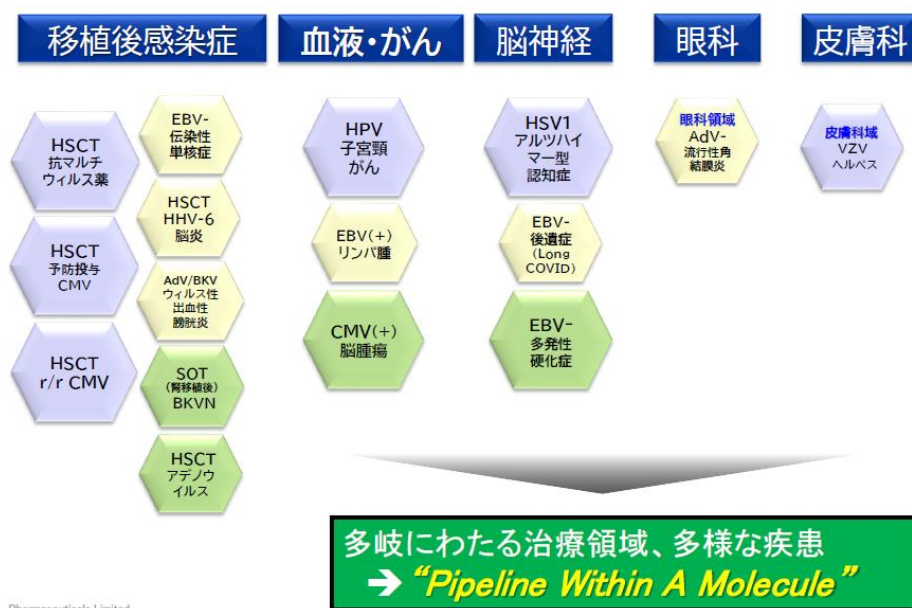 移植後感染症
血液・がん
脳神経
眼科
皮膚科
HSCT
抗マルチ
ウィルス薬
HSCT
予防投与
CMV
HSCT
r/r CMV
EBV-
伝染性
単核症
HSCT
HHV-6
脳炎
AdV/BKV
ウィルス性
出血性
膀胱炎
SOT
(腎移植後)
BKVN
HSCT
アデノウ
イルス
HPV
子宮頸
がん
EBV(+)
リンパ腫
CMV(+)
脳腫瘍
HSV1
アルツハイ
マー型
認知症
EBV-
後遺症
(Long
COVID)
EBV-
多発性
硬化症
眼科領域
AdV-
流行性角
結膜炎
皮膚科域
VZV
ヘルペス
多岐にわたる治療領域、多様な疾患
➔ “Pipeline Within A Molecule”
Pharmaceuticals Limited